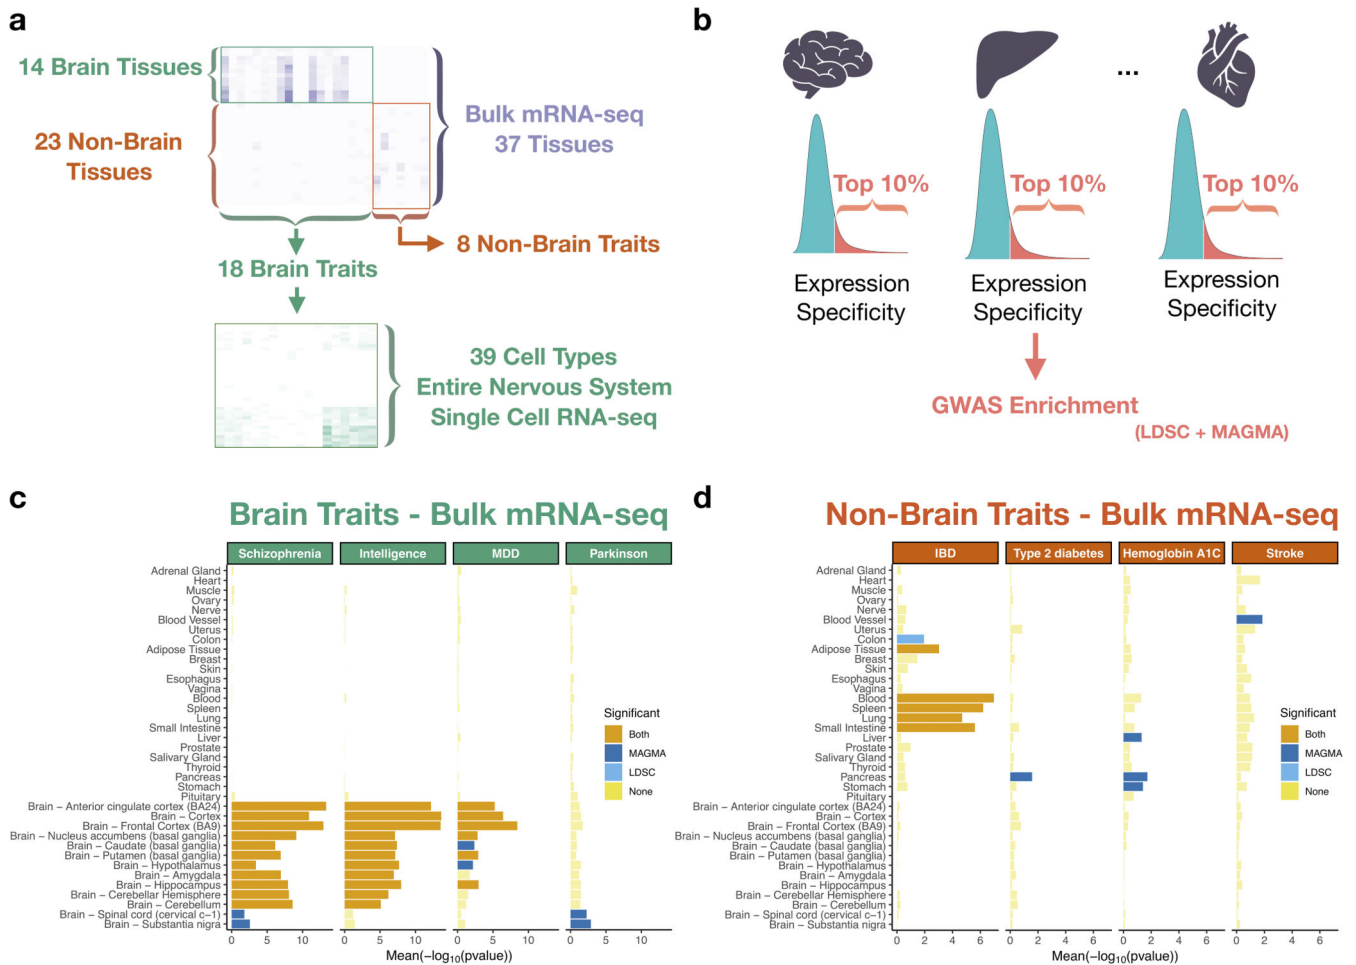 a
14 Brain Tissues
23 Non-Brain
Tissues
Bulk mRNA-seq
37 Tissues
8 Non-Brain Traits
18 Brain Traits
39 Cell Types
Entire Nervous System
Single Cell RNA-seq
b
...
Top 10%
Top 10%
Top 10%
Expression
Specificity
Expression
Specificity
Expression
Specificity
GWAS Enrichment
(LDSC + MAGMA)
c
Brain Traits - Bulk mRNA-seq
Schizophrenia
Intelligence
MDD
Parkinson
Adrenal Gland
Heart
Muscle
Ovary
Nerve
Blood Vessel
Uterus
Colon
Adipose Tissue
Breast
Skin
Esophagus
Vagina
Blood
Spleen
Lung
Small Intestine
Liver
Prostate
Salivary Gland
Thyroid
Pancreas
Stomach
Pituitary
Brain − Anterior cingulate cortex (BA24)
Brain − Cortex
Brain − Frontal Cortex (BA9)
Brain − Nucleus accumbens (basal ganglia)
Brain − Caudate (basal ganglia)
Brain − Putamen (basal ganglia)
Brain − Hypothalamus
Brain − Amygdala
Brain − Hippocampus
Brain − Cerebellar Hemisphere
Brain − Cerebellum
Brain − Spinal cord (cervical c−1)
Brain − Substantia nigra
0 5 10 0 5 10 0 5 10 0 5 10
Mean(−log10(pvalue))
Significant
Both
MAGMA
LDSC
None
d
Non-Brain Traits - Bulk mRNA-seq
IBD
Type 2 diabetes
Hemoglobin A1C
Stroke
Adrenal Gland
Heart
Muscle
Ovary
Nerve
Blood Vessel
Uterus
Colon
Adipose Tissue
Breast
Skin
Esophagus
Vagina
Blood
Spleen
Lung
Small Intestine
Liver
Prostate
Salivary Gland
Thyroid
Pancreas
Stomach
Pituitary
Brain − Anterior cingulate cortex (BA24)
Brain − Cortex
Brain − Frontal Cortex (BA9)
Brain − Nucleus accumbens (basal ganglia)
Brain − Caudate (basal ganglia)
Brain − Putamen (basal ganglia)
Brain − Hypothalamus
Brain − Amygdala
Brain − Hippocampus
Brain − Cerebellar Hemisphere
Brain − Cerebellum
Brain − Spinal cord (cervical c−1)
Brain − Substantia nigra
0 2 4 6 0 2 4 6 0 2 4 6 0 2 4 6
Mean(−log10(pvalue))
Significant
Both
MAGMA
LDSC
None